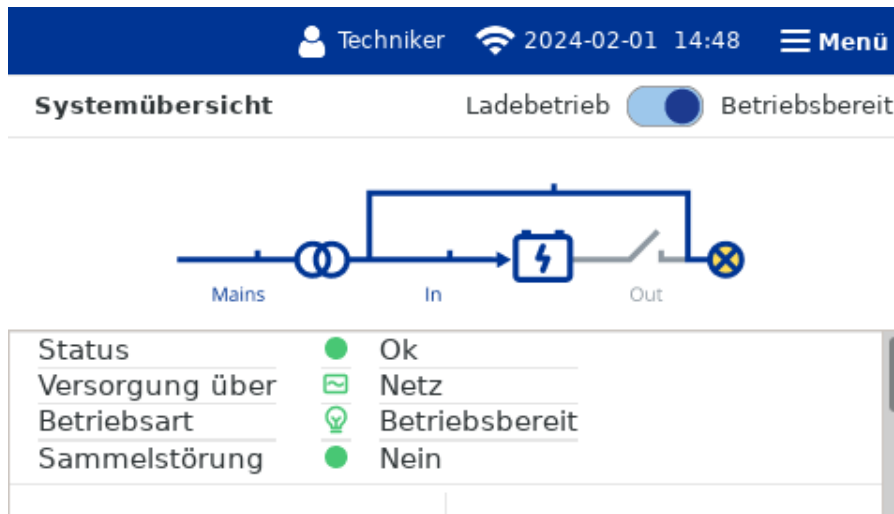 Techniker 2024-02-01 14:48 Menü
Systemübersicht Ladebetrieb Betriebsbereit
Mains In Out
Status Ok
Versorgung über Netz
Betriebsart Betriebsbereit
Sammelstörung Nein